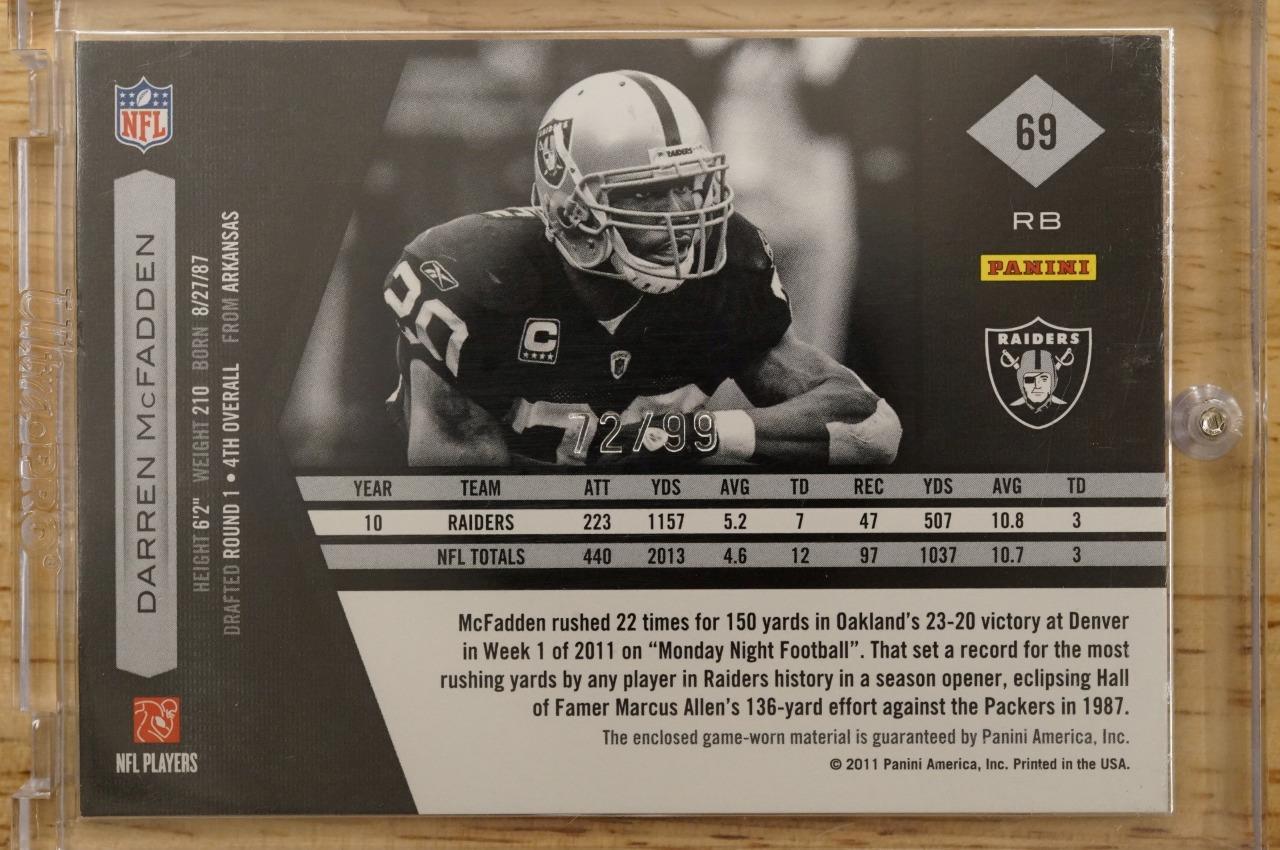 NFL
DARREN McFADDEN
HEIGHT 6'2" WEIGHT 210 BORN 8/27/87
DRAFTED ROUND 1 • 4TH OVERALL FROM ARKANSAS
NFL PLAYERS
RAIDERS
20
C
72/99
69
RB
PANINI
RAIDERS
YEAR TEAM ATT YDS AVG TD REC YDS AVG TD
10 RAIDERS 223 1157 5.2 7 47 507 10.8 3
NFL TOTALS 440 2013 4.6 12 97 1037 10.7 3
McFadden rushed 22 times for 150 yards in Oakland's 23-20 victory at Denver
in Week 1 of 2011 on “Monday Night Football”. That set a record for the most
rushing yards by any player in Raiders history in a season opener, eclipsing Hall
of Famer Marcus Allen's 136-yard effort against the Packers in 1987.
The enclosed game-worn material is guaranteed by Panini America, Inc.
© 2011 Panini America, Inc. Printed in the USA.